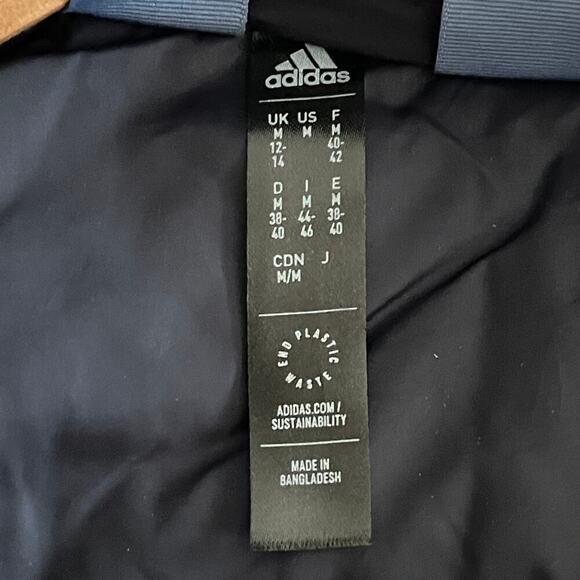 adidas
UK US F
M M M
12- 40-
14 42
D I E
M M M
38- 44- 38-
40 46 40
CDN J
M/M
END PLASTIC WASTE
ADIDAS.COM/
SUSTAINABILITY
MADE IN
BANGLADESH